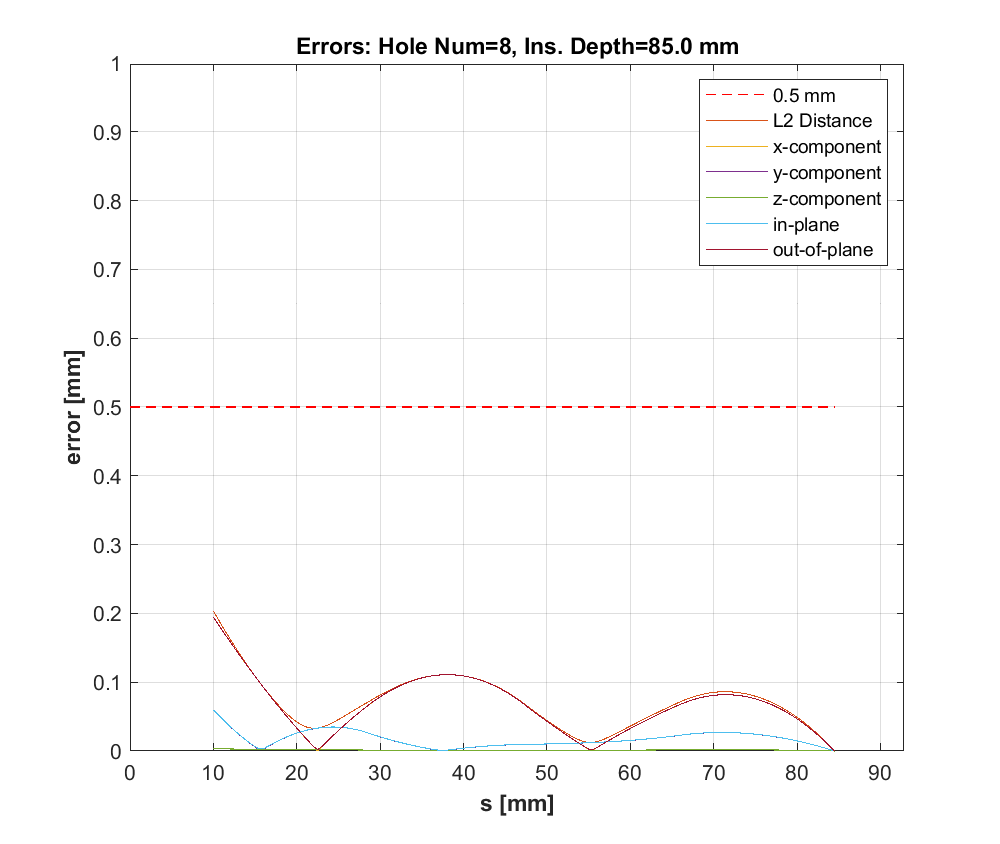 Errors: Hole Num=8, Ins. Depth=85.0 mm
1
0.9
0.8
0.7
0.6
0.5
0.4
0.3
0.2
0.1
0
error [mm]
0.5 mm
L2 Distance
x-component
y-component
z-component
in-plane
out-of-plane
0 10 20 30 40 50 60 70 80 90
s [mm]